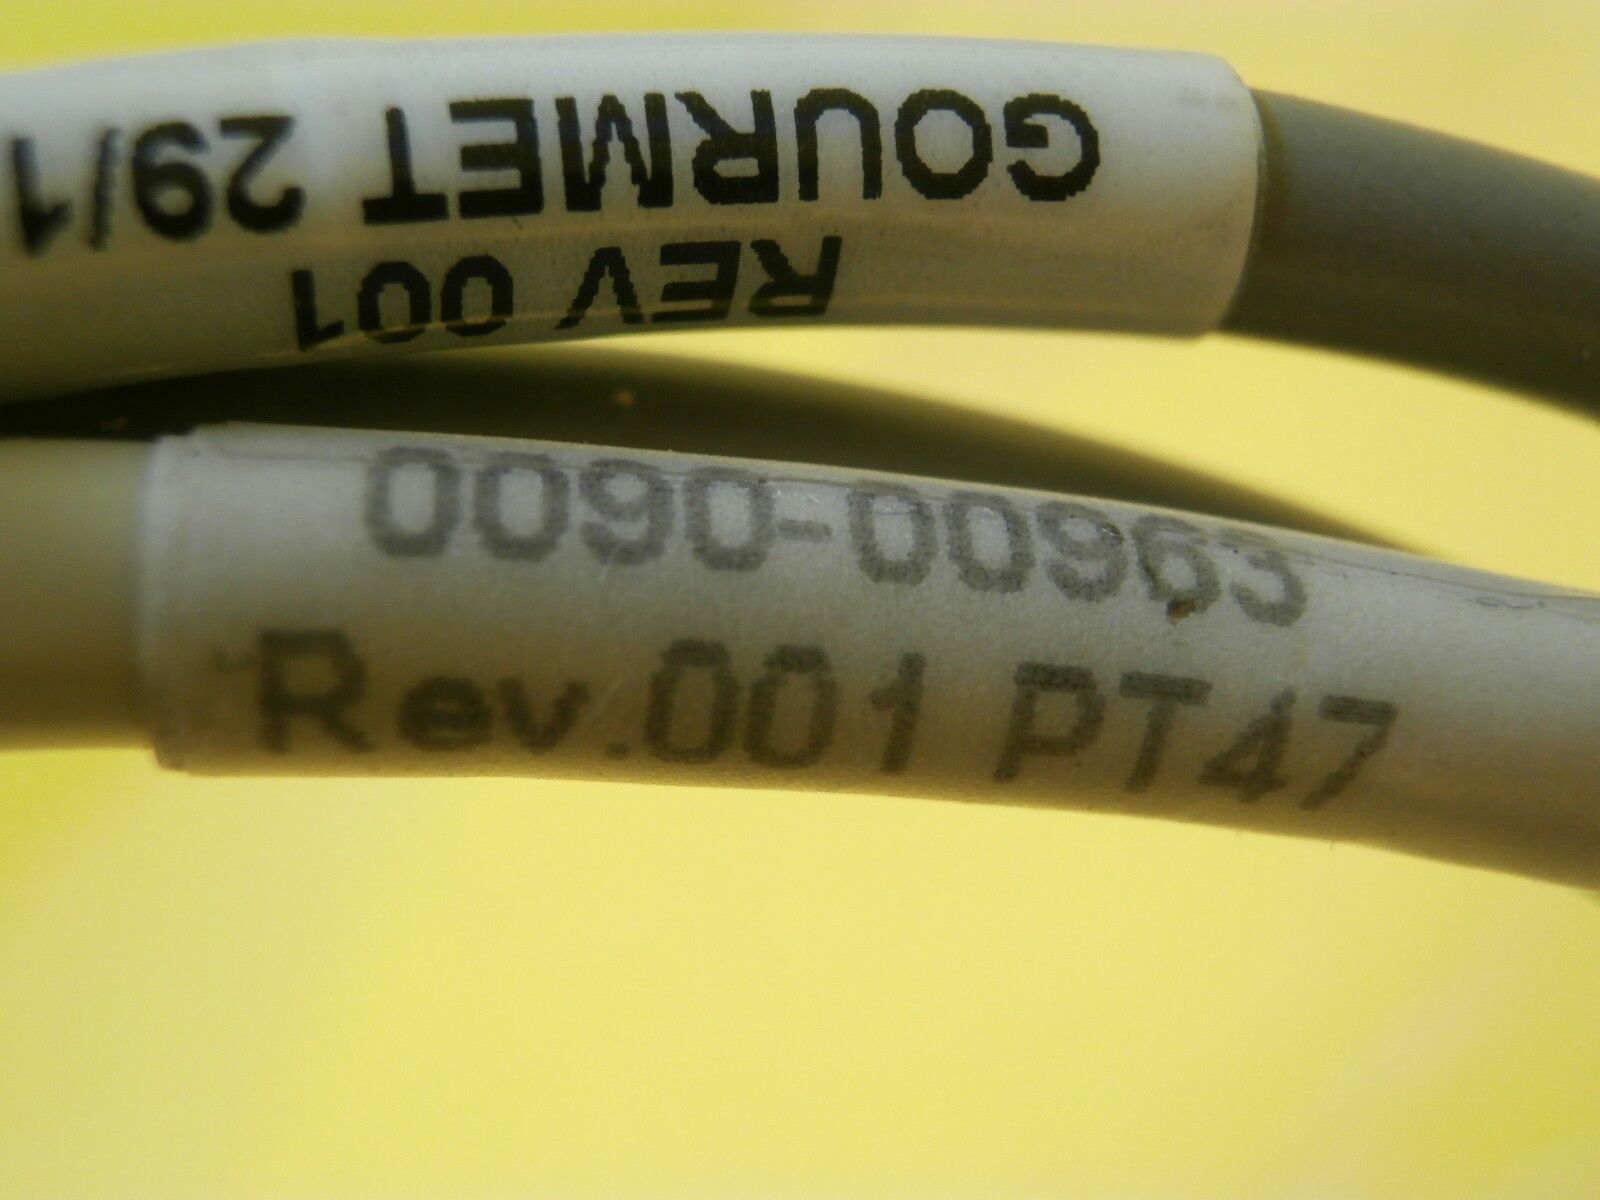 GOURMET 29/1
REV 001
0090-00963
Rev.001 PT47